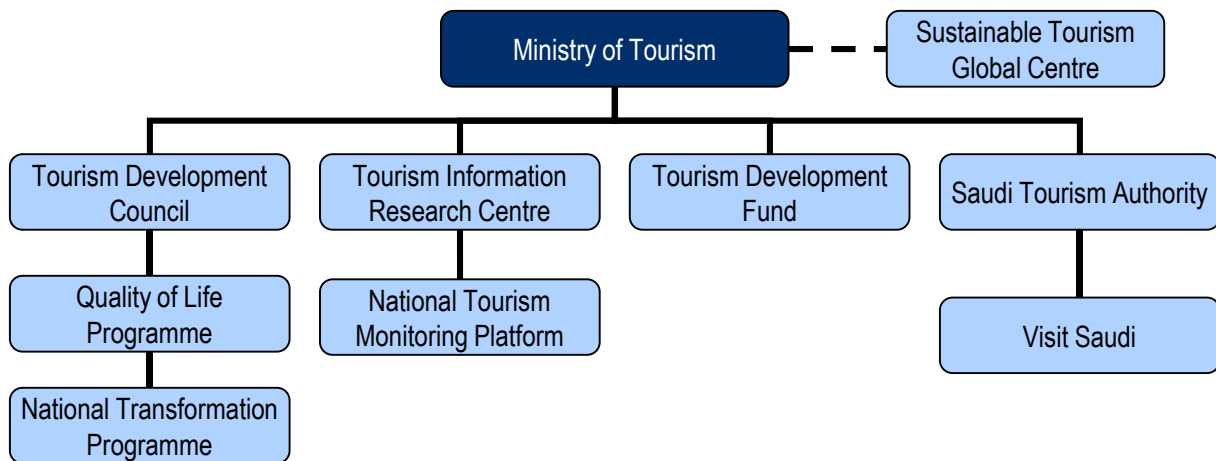 Ministry of Tourism
Sustainable Tourism
Global Centre
Tourism Development
Council
Tourism Information
Research Centre
Tourism Development
Fund
Saudi Tourism Authority
Quality of Life
Programme
National Tourism
Monitoring Platform
Visit Saudi
National Transformation
Programme